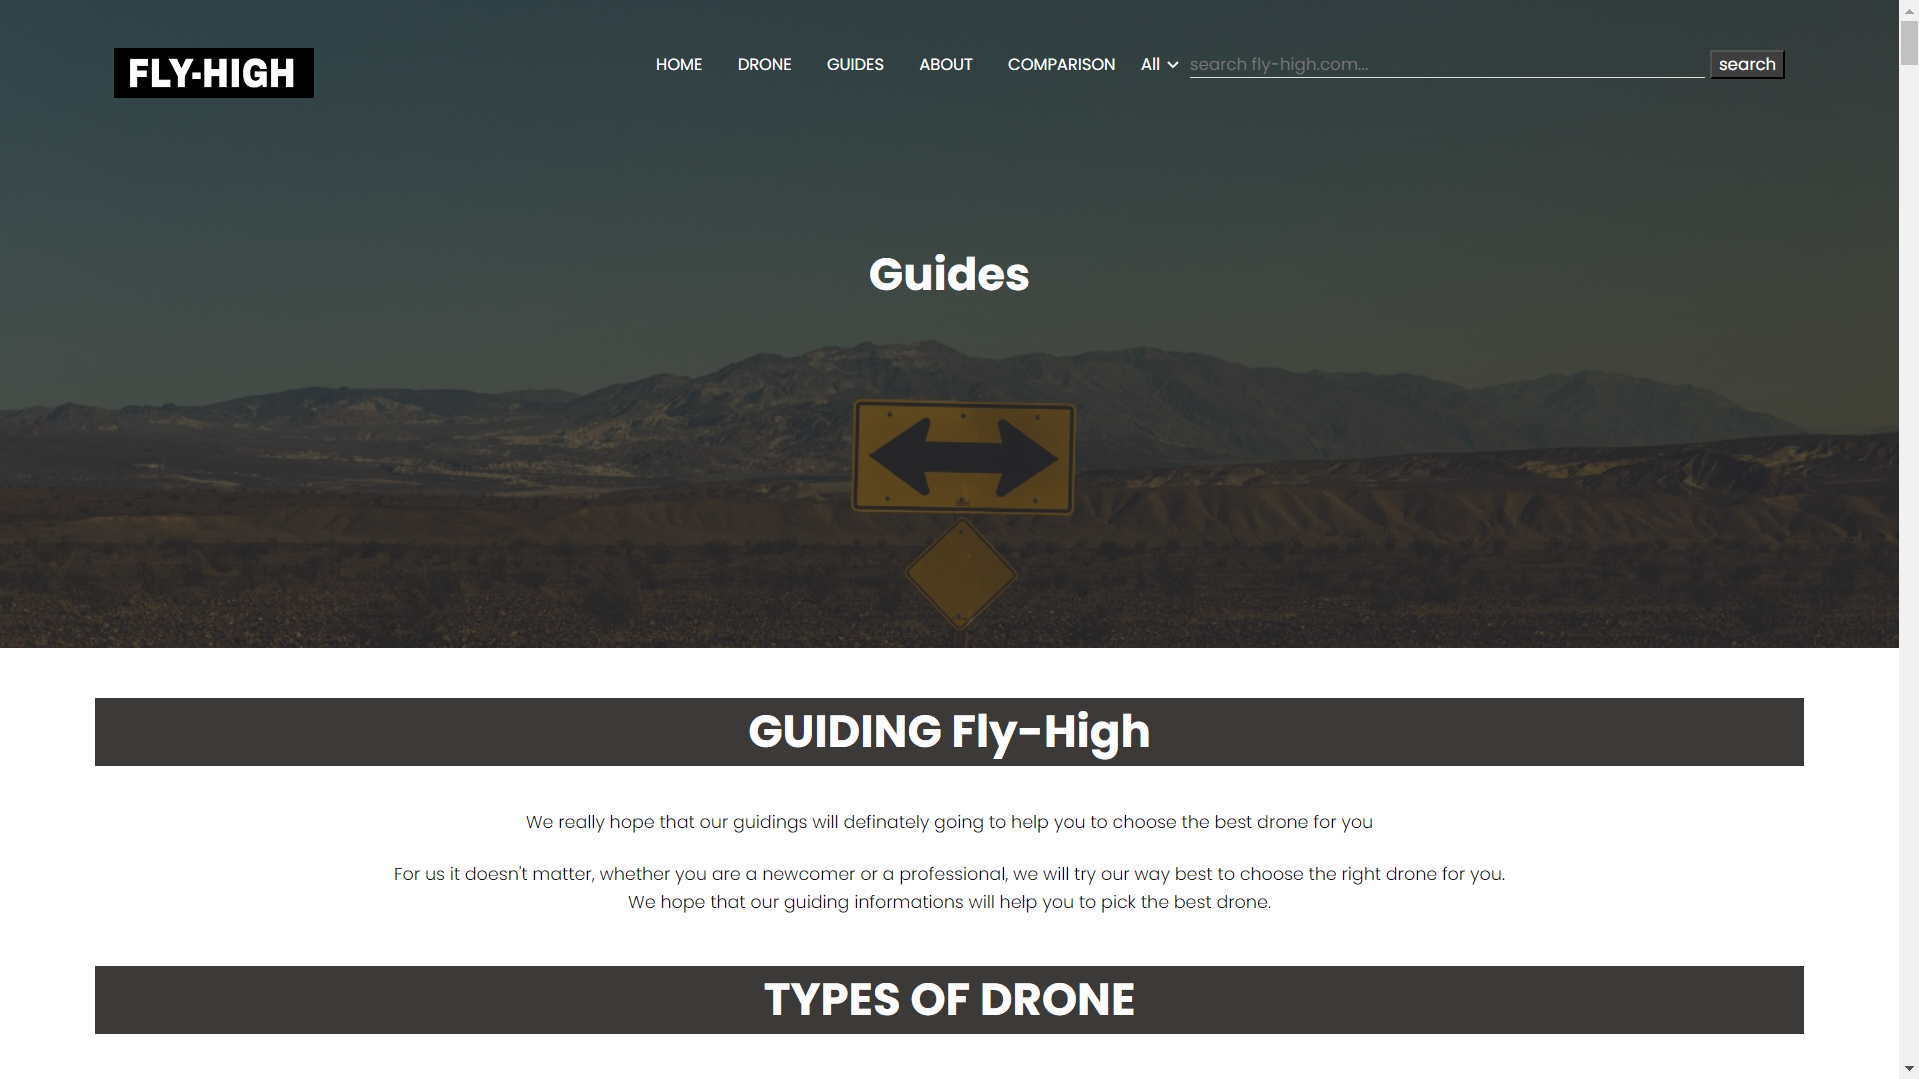 FLY-HIGH
HOME DRONE GUIDES ABOUT COMPARISON All search fly-high.com... search
Guides
GUIDING Fly-High
We really hope that our guidings will definately going to help you to choose the best drone for you
For us it doesn't matter, whether you are a newcomer or a professional, we will try our way best to choose the right drone for you.
We hope that our guiding informations will help you to pick the best drone.
TYPES OF DRONE